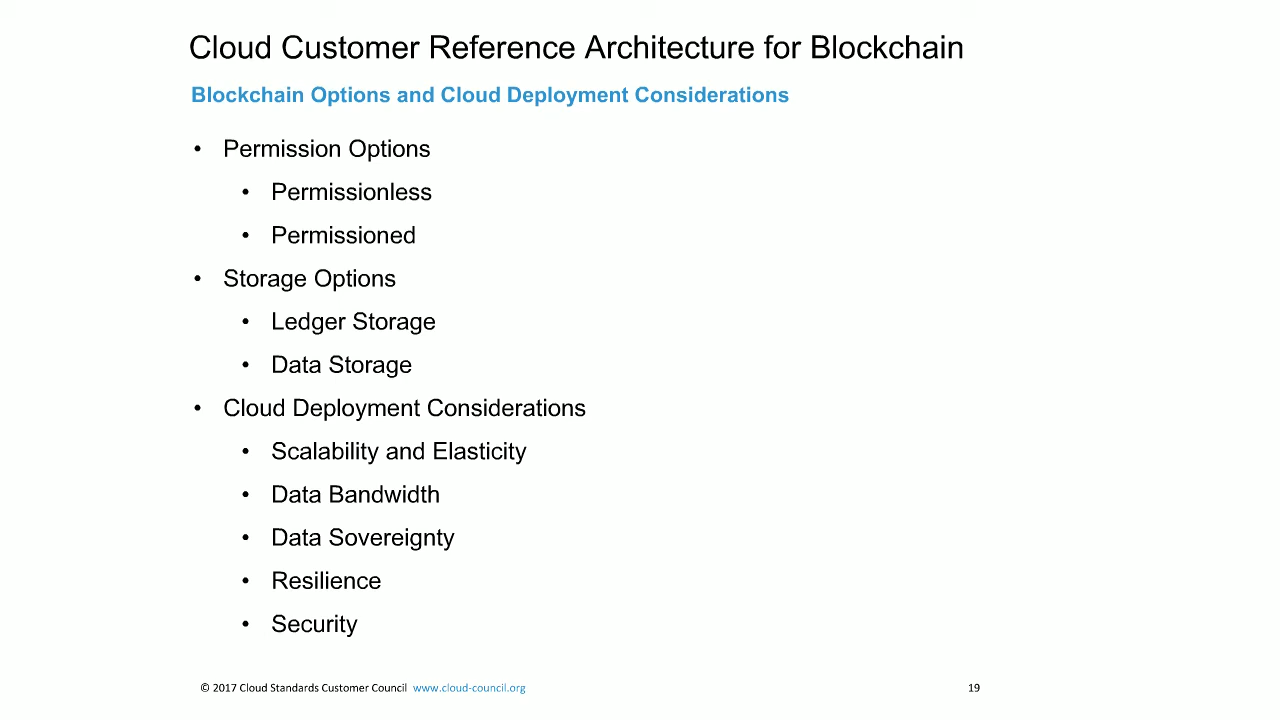 Cloud Customer Reference Architecture for Blockchain
Blockchain Options and Cloud Deployment Considerations
• Permission Options
• Permissionless
• Permissioned
• Storage Options
• Ledger Storage
• Data Storage
• Cloud Deployment Considerations
• Scalability and Elasticity
• Data Bandwidth
• Data Sovereignty
• Resilience
• Security
© 2017 Cloud Standards Customer Council www.cloud-council.org 19